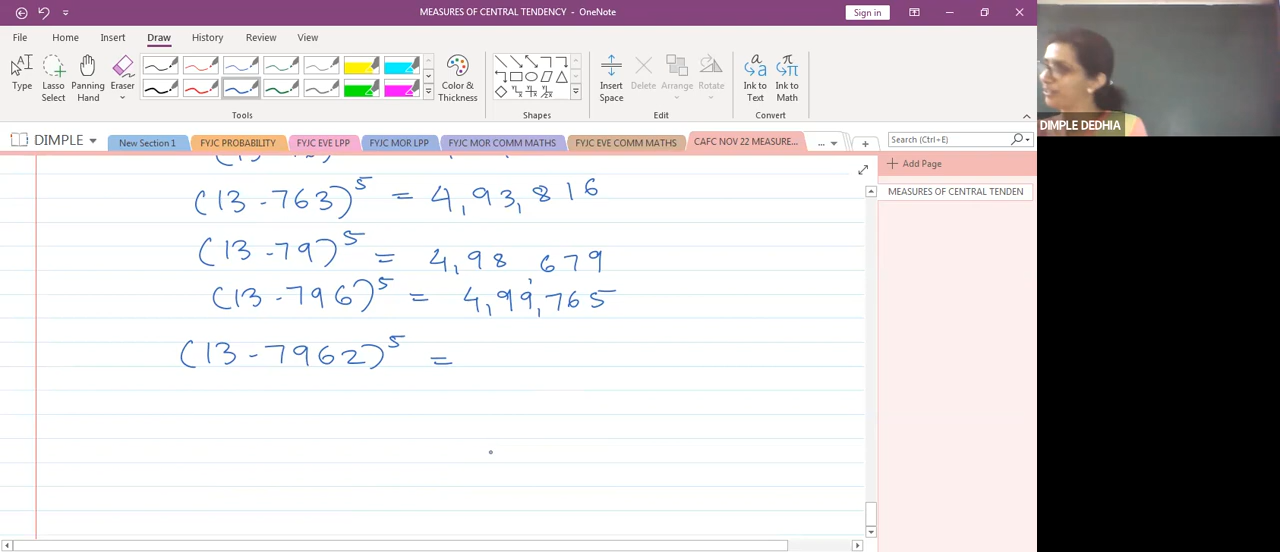 MEASURES OF CENTRAL TENDENCY - OneNote
Sign in
File Home Insert Draw History Review View
Type
Lasso Select
Panning Hand
Eraser
Color & Thickness
Insert Space
Delete
Arrange
Rotate
Ink to Text
Ink to Math
Tools
Shapes
Edit
Convert
DIMPLE
New Section 1
FYJC PROBABILITY
FYJC EVE LPP
FYJC MOR LPP
FYJC MOR COMM MATHS
FYJC EVE COMM MATHS
CAFC NOV 22 MEASURE...
...
Search (Ctrl+E)
Add Page
MEASURES OF CENTRAL TENDEN
DIMPLE DEDHIA
(13-763)⁵ = 4,93,816
(13-79)⁵ = 4,98,679
(13-796)⁵ = 4,99,765
(13-7962)⁵ =